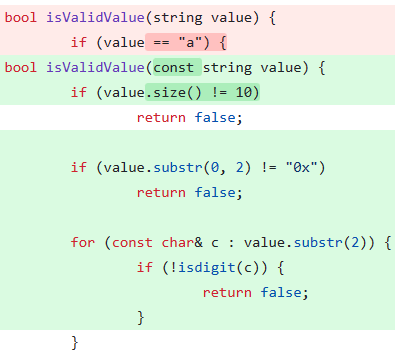 bool isValidValue(string value) {
if (value == "a") {
bool isValidValue(const string value) {
if (value.size() != 10)
return false;
if (value.substr(0, 2) != "0x")
return false;
for (const char& c : value.substr(2)) {
if (!isdigit(c)) {
return false;
}
}